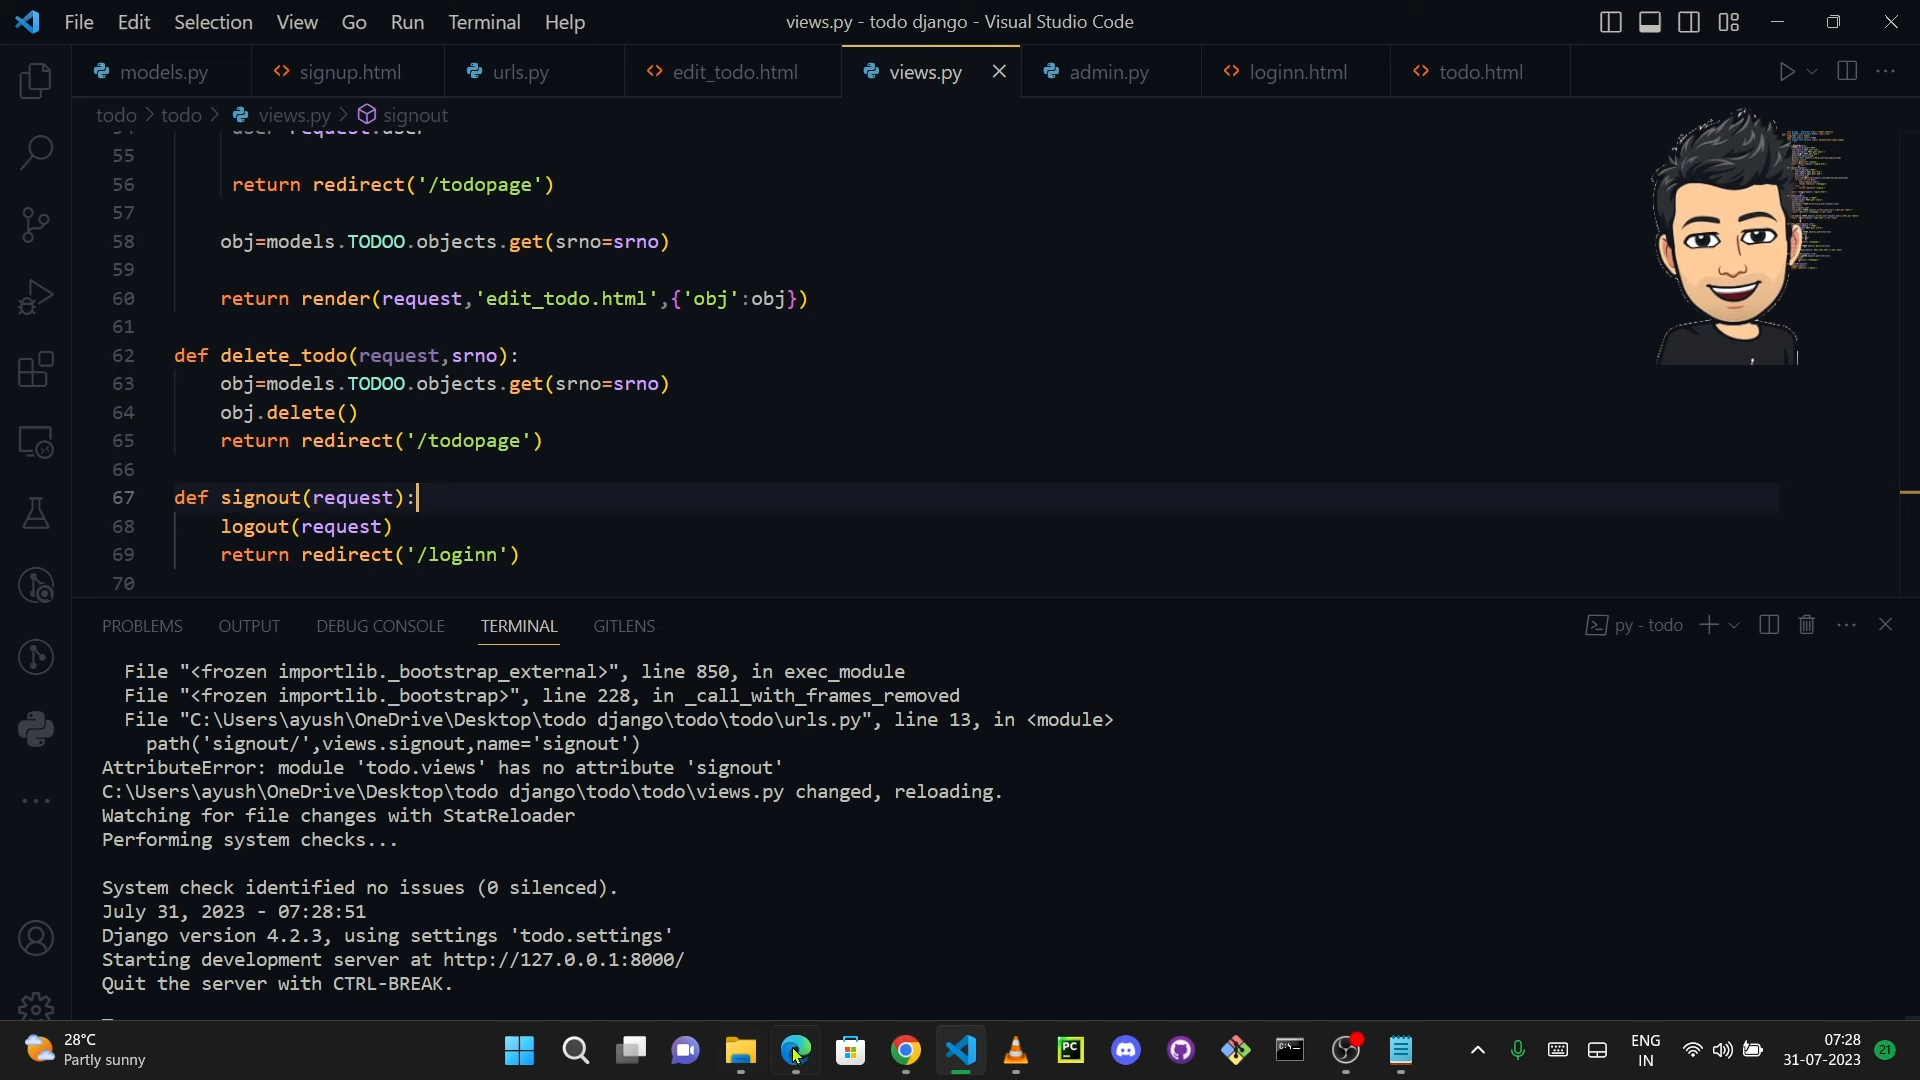 File Edit Selection View Go Run Terminal Help
views.py - todo django - Visual Studio Code
models.py
signup.html
urls.py
edit_todo.html
views.py
admin.py
loginn.html
todo.html
todo > todo > views.py > signout
55
56 return redirect('/todopage')
57
58 obj=models.TODOO.objects.get(srno=srno)
59
60 return render(request,'edit_todo.html',{'obj':obj})
61
62 def delete_todo(request,srno):
63 obj=models.TODOO.objects.get(srno=srno)
64 obj.delete()
65 return redirect('/todopage')
66
67 def signout(request):
68 logout(request)
69 return redirect('/loginn')
70
PROBLEMS OUTPUT DEBUG CONSOLE TERMINAL GITLENS
py - todo
File "<frozen importlib._bootstrap_external>", line 850, in exec_module
File "<frozen importlib._bootstrap>", line 228, in _call_with_frames_removed
File "C:\Users\ayush\OneDrive\Desktop\todo django\todo\todo\urls.py", line 13, in <module>
path('signout/',views.signout,name='signout')
AttributeError: module 'todo.views' has no attribute 'signout'
C:\Users\ayush\OneDrive\Desktop\todo django\todo\todo\views.py changed, reloading.
Watching for file changes with StatReloader
Performing system checks...
System check identified no issues (0 silenced).
July 31, 2023 - 07:28:51
Django version 4.2.3, using settings 'todo.settings'
Starting development server at http://127.0.0.1:8000/
Quit the server with CTRL-BREAK.
28°C
Partly sunny
PC
ENG
IN
07:28
31-07-2023
21